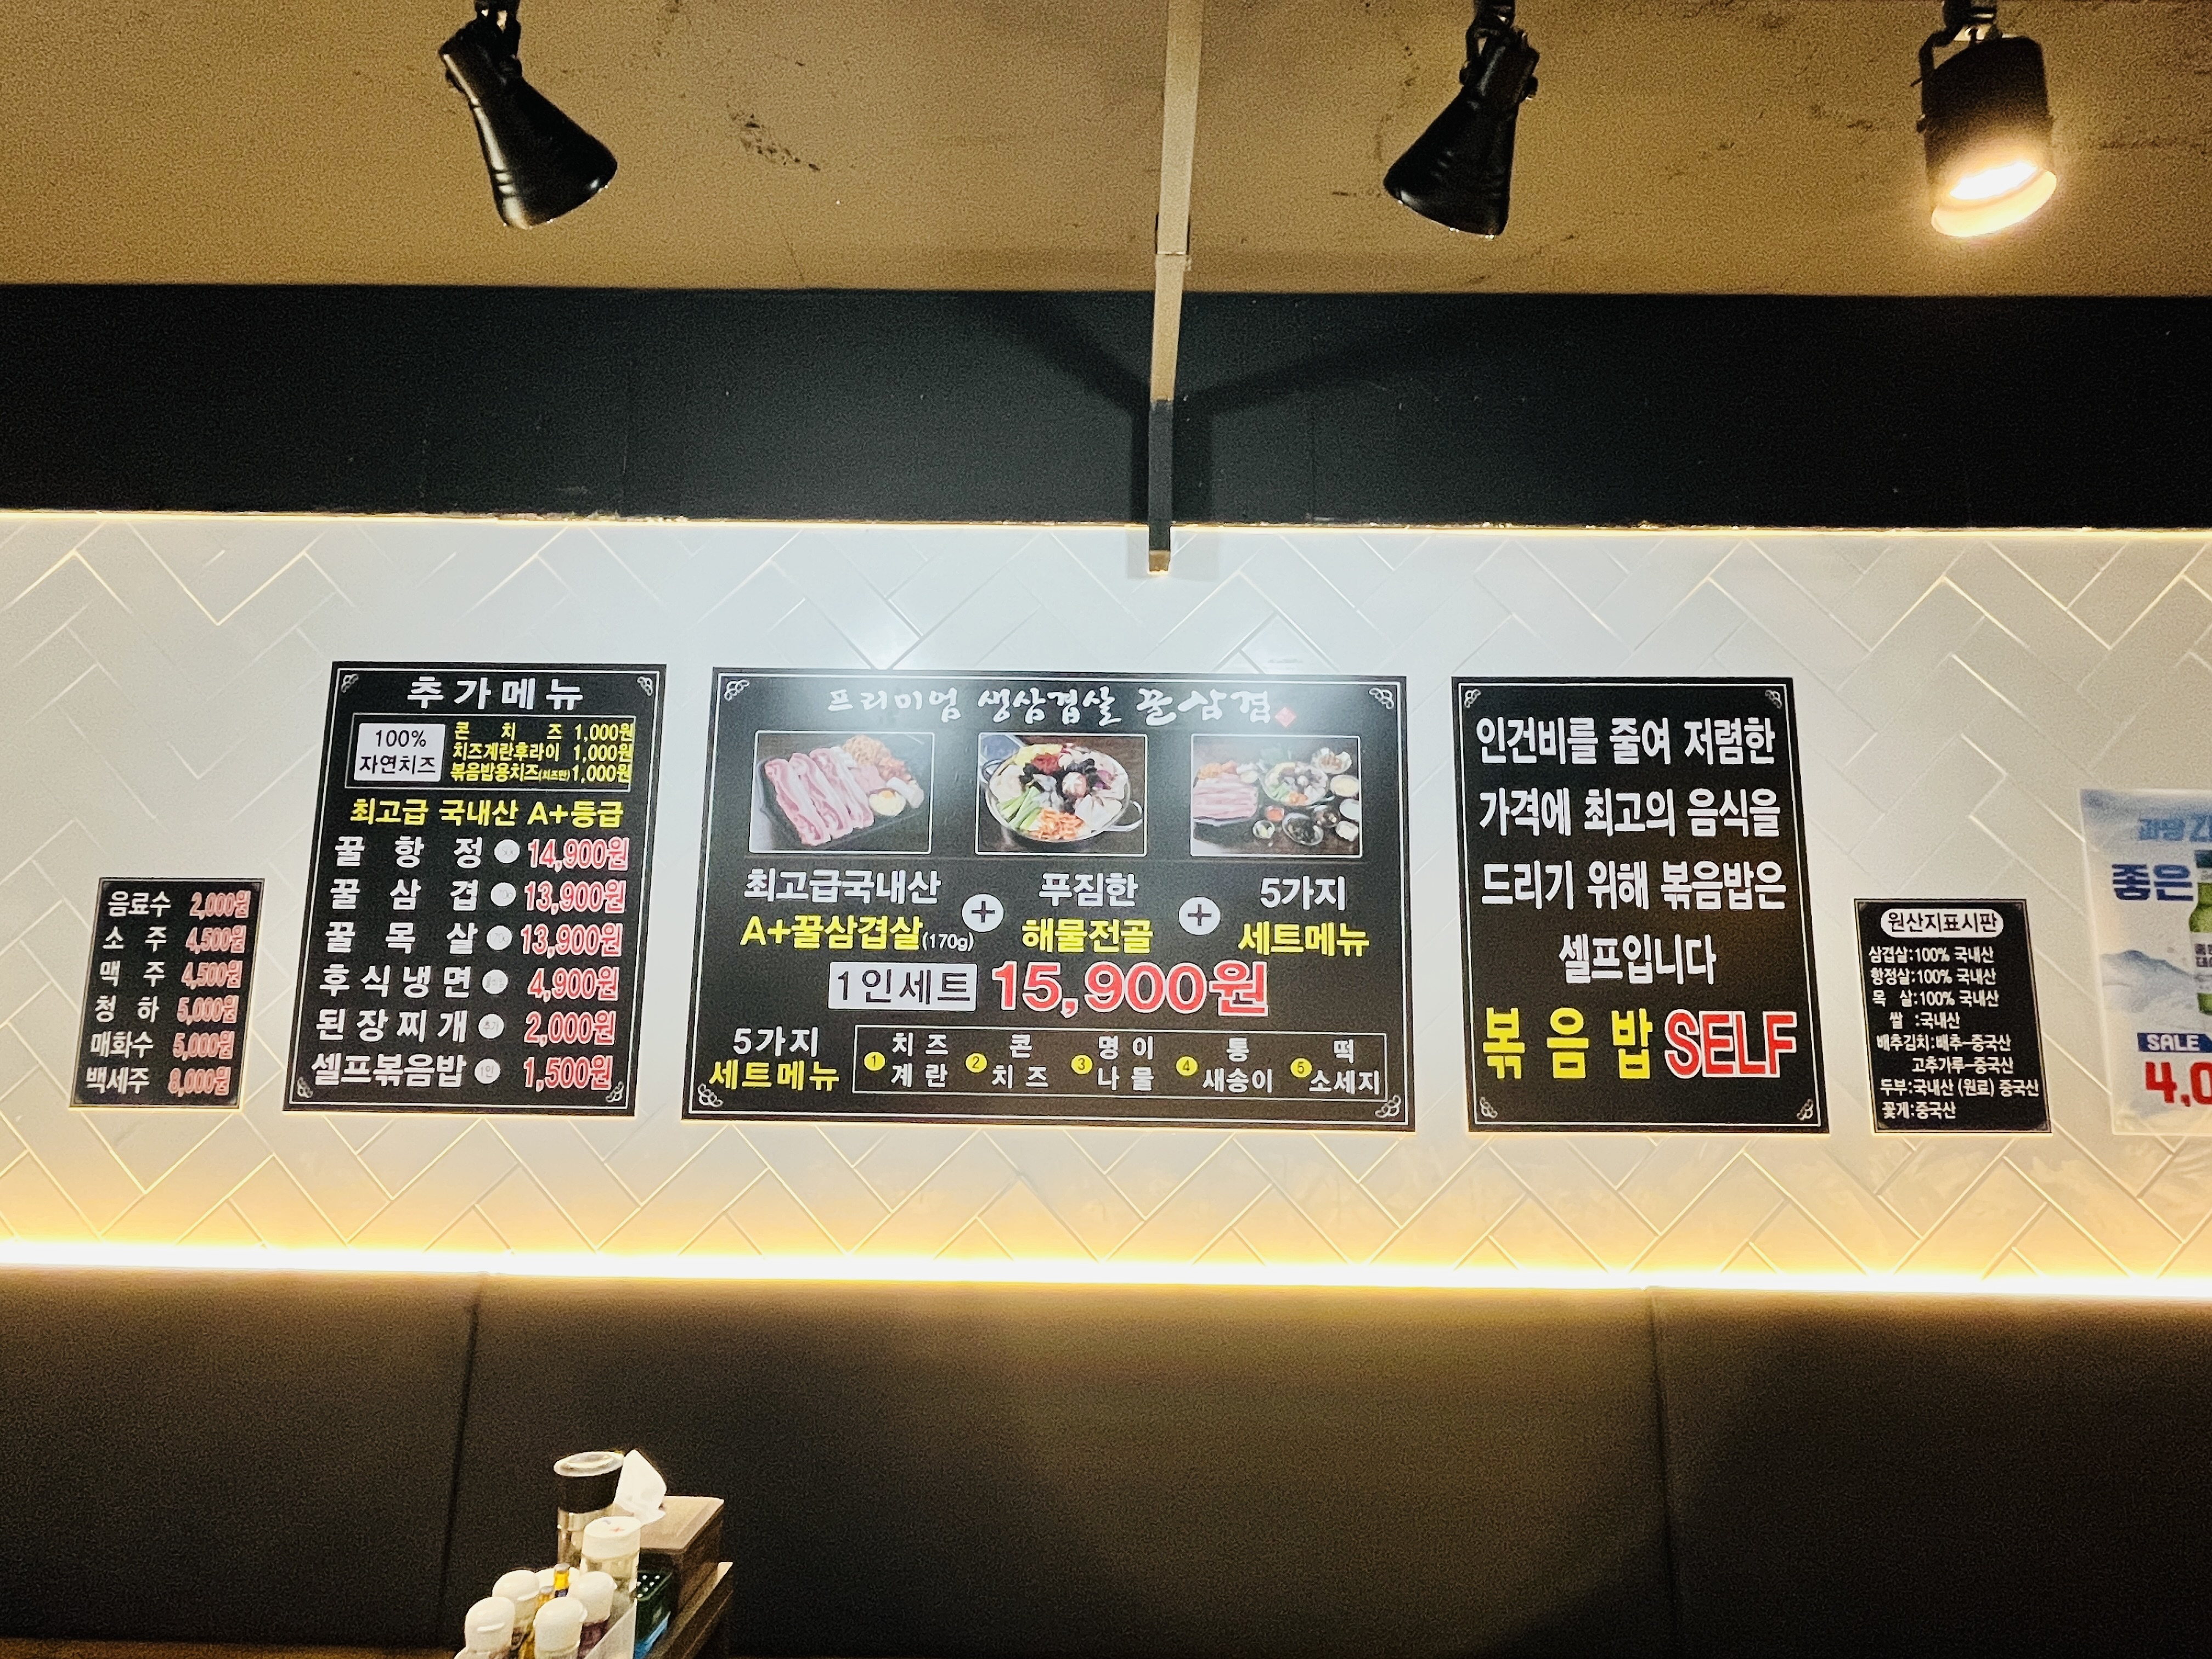 음료수 2,000원
소주 4,500원
맥주 4,500원
청하 5,000원
매화수 5,000원
백세주 8,000원
추가메뉴
100%
자연치즈
콘치즈 1,000원
치즈계란후라이 1,000원
볶음밥용치즈(치즈만) 1,000원
최고급 국내산 A+등급
꿀항정 14,900원
꿀삼겹 13,900원
꿀목살 13,900원
후식냉면 4,900원
된장찌개 추가 2,000원
셀프볶음밥 1인 1,500원
프리미엄 생삼겹살 꿀삼겹
최고급국내산 + 푸짐한 + 5가지
A+꿀삼겹살(170g) 해물전골 세트메뉴
1인세트 15,900원
5가지
세트메뉴
1 치즈계란 2 콘치즈 3 명이나물 4 통새송이 5 떡소세지
인건비를 줄여 저렴한
가격에 최고의 음식을
드리기 위해 볶음밥은
셀프입니다
볶음밥 SELF
원산지표시판
삼겹살:100% 국내산
항정살:100% 국내산
목 살:100% 국내산
쌀 :국내산
배추김치:배추-중국산
고추가루-중국산
두부:국내산 (원료) 중국산
꽃게:중국산
좋은
SALE
4,0